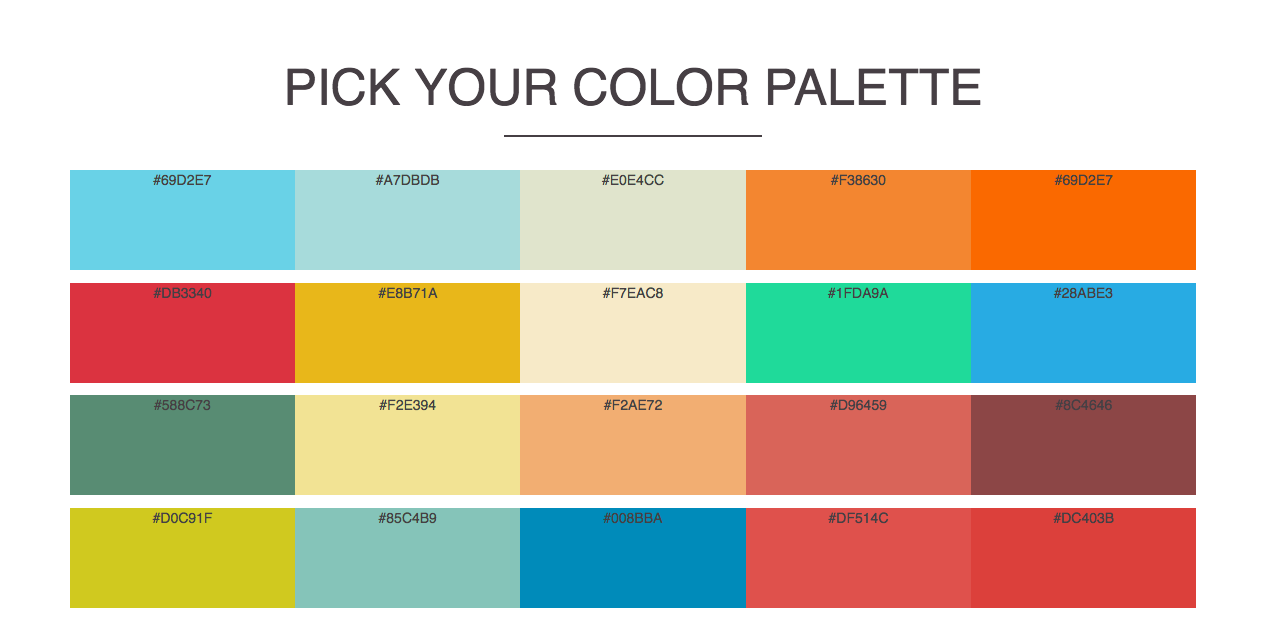 PICK YOUR COLOR PALETTE
#69D2E7 #A7DBDB #E0E4CC #F38630 #69D2E7
#DB3340 #E8B71A #F7EAC8 #1FDA9A #28ABE3
#588C73 #F2E394 #F2AE72 #D96459 #8C4646
#D0C91F #85C4B9 #008BBA #DF514C #DC403B